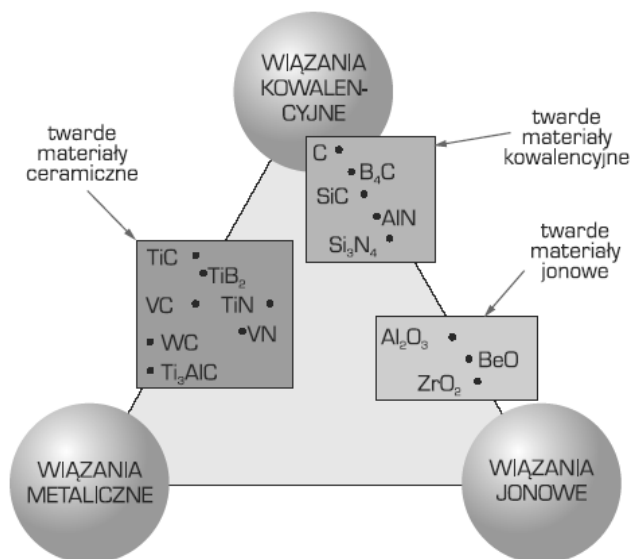 WIĄZANIA
KOWALEN-
CYJNE
twarde
materiały
ceramiczne
twarde
materiały
kowalencyjne
C
B₄C
SiC
AlN
Si₃N₄
twarde
materiały
jonowe
TiC
TiB₂
VC TiN
VN
WC
Ti₃AlC
Al₂O₃
BeO
ZrO₂
WIĄZANIA
METALICZNE
WIĄZANIA
JONOWE